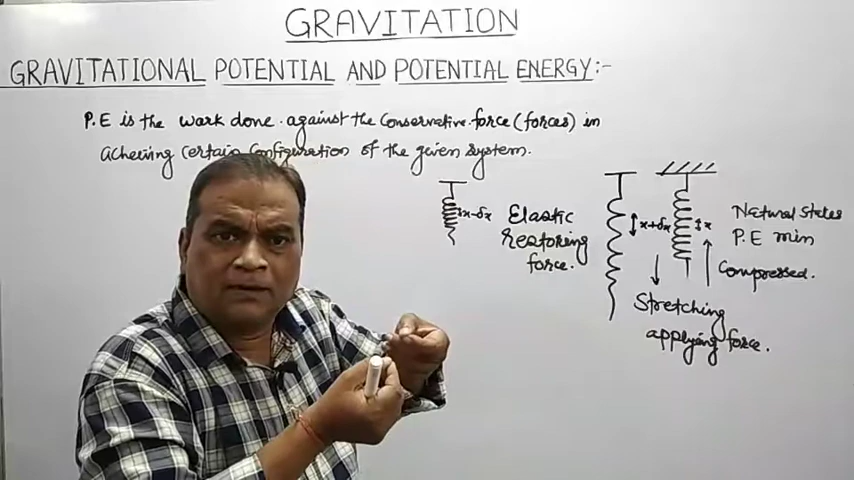 GRAVITATION
GRAVITATIONAL POTENTIAL AND POTENTIAL ENERGY:-
P.E is the work done. against the Conservative force (forces) in
acheiving certain configuration of the given system.
x-δx
Elastic
Restoring
force.
x+δx
x
Natural States
P.E min
Compressed.
Stretching
applying force.